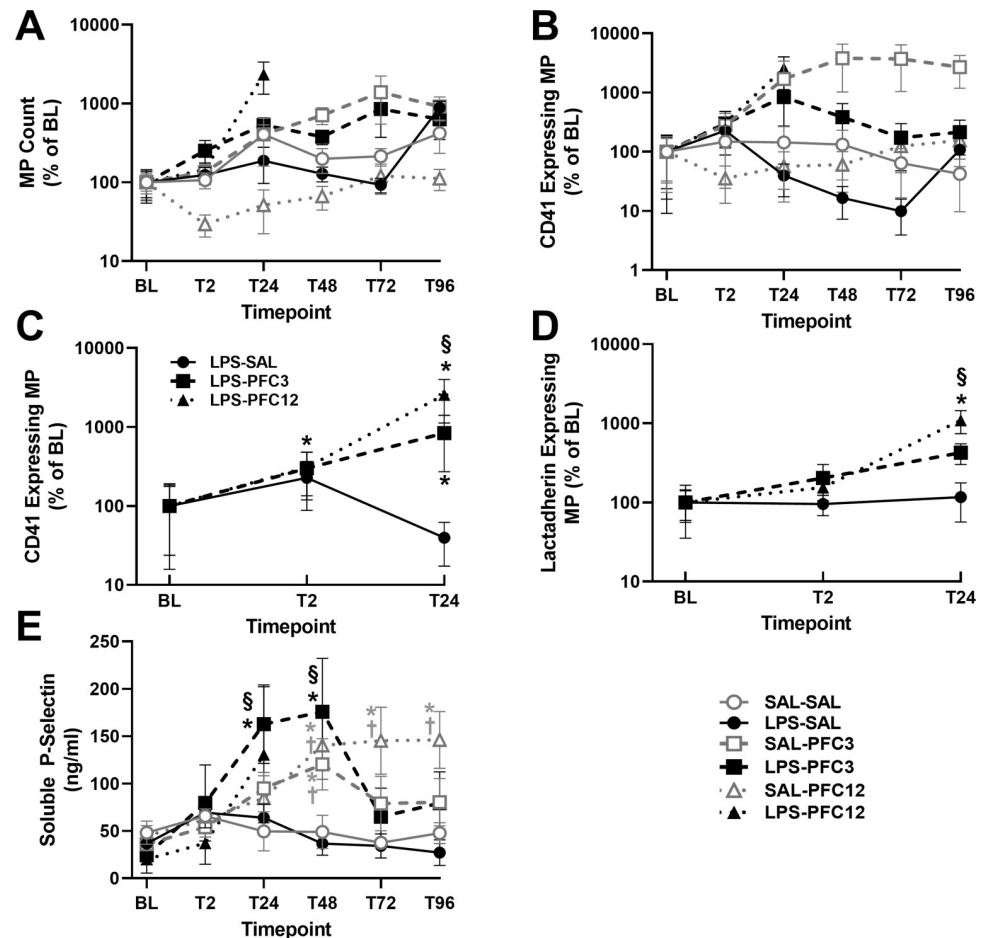 A
MP Count
(% of BL)
10000
1000
100
10
BL T2 T24 T48 T72 T96
Timepoint
B
CD41 Expressing MP
(% of BL)
10000
1000
100
10
1
BL T2 T24 T48 T72 T96
Timepoint
C
CD41 Expressing MP
(% of BL)
10000
1000
100
10
LPS-SAL
LPS-PFC3
LPS-PFC12
*
§
*
*
BL T2 T24
Timepoint
D
Lactadherin Expressing
MP (% of BL)
10000
1000
100
10
§
*
BL T2 T24
Timepoint
E
Soluble P-Selectin
(ng/ml)
250
200
150
100
50
0
§
*
§
*
*
†
*
†
*
†
*
†
BL T2 T24 T48 T72 T96
Timepoint
SAL-SAL
LPS-SAL
SAL-PFC3
LPS-PFC3
SAL-PFC12
LPS-PFC12